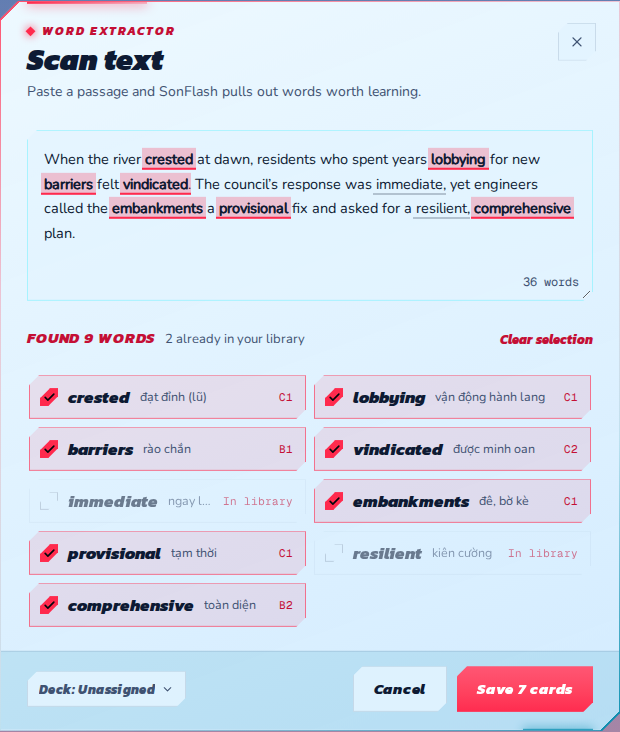 WORD EXTRACTOR
Scan text
Paste a passage and SonFlash pulls out words worth learning.
When the river crested at dawn, residents who spent years lobbying for new
barriers felt vindicated. The council's response was immediate, yet engineers
called the embankments a provisional fix and asked for a resilient, comprehensive
plan.
36 words
FOUND 9 WORDS 2 already in your library Clear selection
crested đạt đỉnh (lũ) C1
lobbying vận động hành lang C1
barriers rào chắn B1
vindicated được minh oan C2
immediate ngay l... In library
embankments đê, bờ kè C1
provisional tạm thời C1
resilient kiên cường In library
comprehensive toàn diện B2
Deck: Unassigned Cancel Save 7 cards